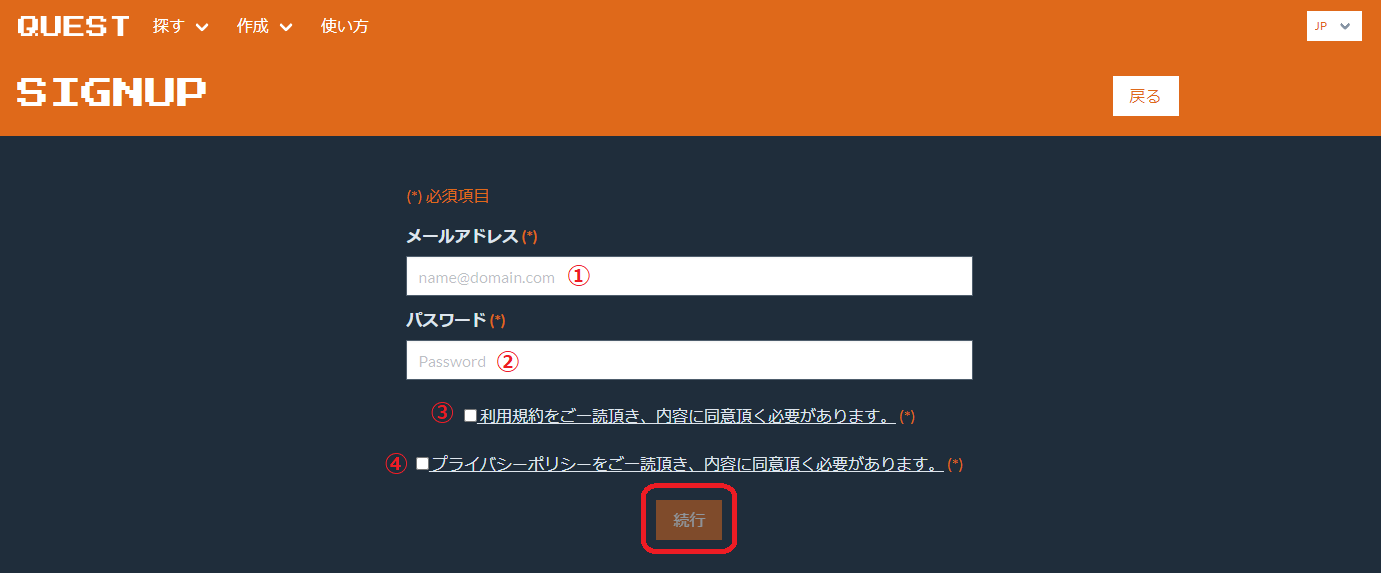 QUEST 探す 作成 使い方 JP
SIGNUP 戻る
(*) 必須項目
メールアドレス (*)
name@domain.com ①
パスワード (*)
Password ②
③ 利用規約をご一読頂き、内容に同意頂く必要があります。 (*)
④ プライバシーポリシーをご一読頂き、内容に同意頂く必要があります。 (*)
続行